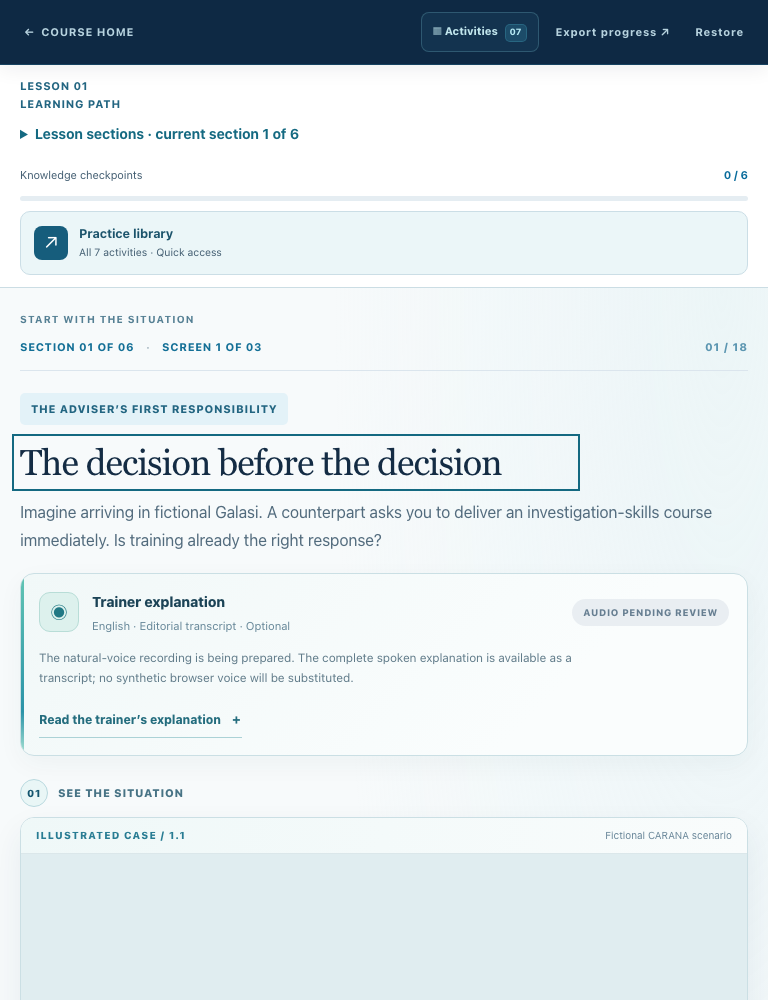 ← COURSE HOME
Activities 07
Export progress ↗
Restore
LESSON 01
LEARNING PATH
▶ Lesson sections · current section 1 of 6
Knowledge checkpoints
0 / 6
↗
Practice library
All 7 activities · Quick access
START WITH THE SITUATION
SECTION 01 OF 06 · SCREEN 1 OF 03
01 / 18
THE ADVISER’S FIRST RESPONSIBILITY
The decision before the decision
Imagine arriving in fictional Galasi. A counterpart asks you to deliver an investigation-skills course
immediately. Is training already the right response?
Trainer explanation
English · Editorial transcript · Optional
AUDIO PENDING REVIEW
The natural-voice recording is being prepared. The complete spoken explanation is available as a
transcript; no synthetic browser voice will be substituted.
Read the trainer’s explanation +
01 SEE THE SITUATION
ILLUSTRATED CASE / 1.1
Fictional CARANA scenario